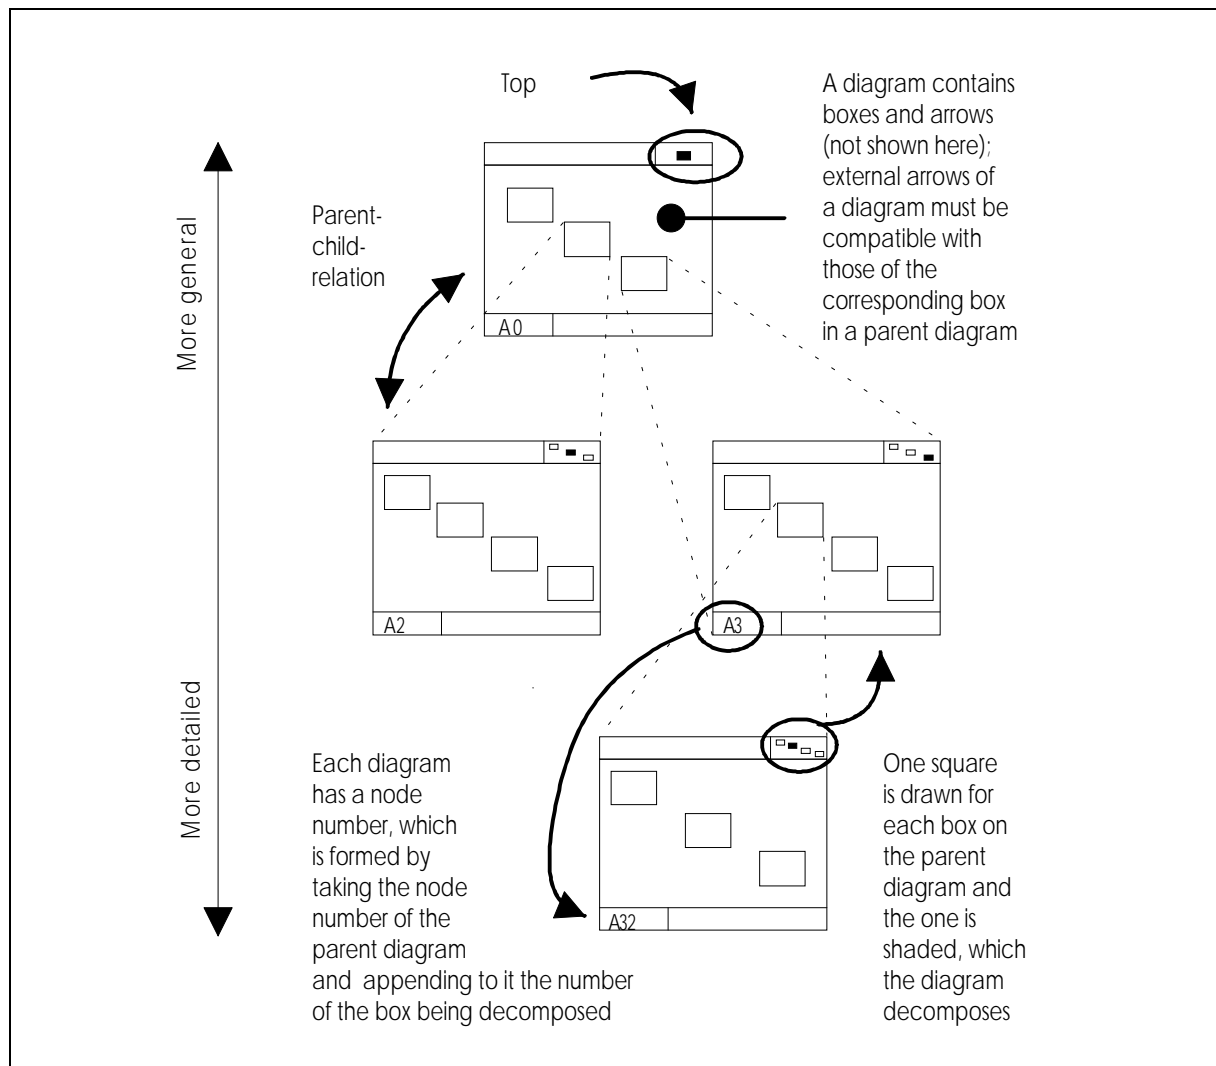 Top
A diagram contains
boxes and arrows
(not shown here);
external arrows of
a diagram must be
compatible with
those of the
corresponding box
in a parent diagram
More general
Parent-
child-
relation
A0
A2
A3
More detailed
Each diagram
has a node
number, which
is formed by
taking the node
number of the
parent diagram
and appending to it the number
of the box being decomposed
A32
One square
is drawn for
each box on
the parent
diagram and
the one is
shaded, which
the diagram
decomposes